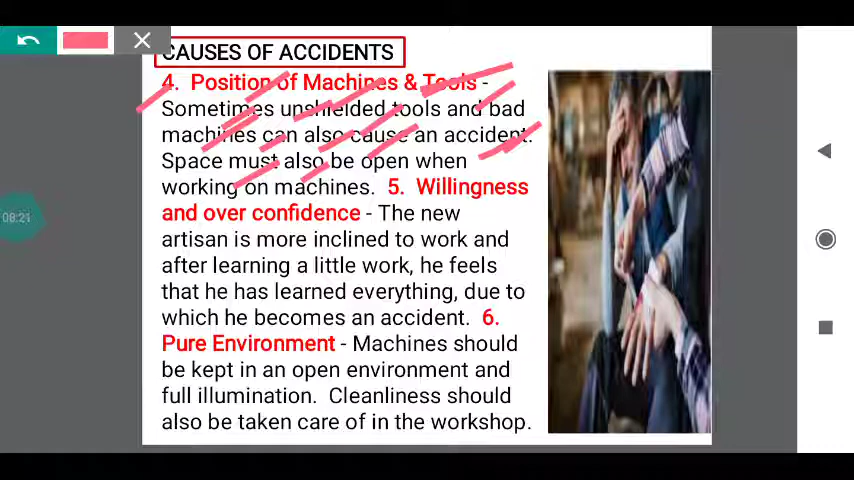 CAUSES OF ACCIDENTS
4. Position of Machines & Tools -
Sometimes unshielded tools and bad
machines can also cause an accident.
Space must also be open when
working on machines. 5. Willingness
and over confidence - The new
artisan is more inclined to work and
after learning a little work, he feels
that he has learned everything, due to
which he becomes an accident. 6.
Pure Environment - Machines should
be kept in an open environment and
full illumination. Cleanliness should
also be taken care of in the workshop.
08:21